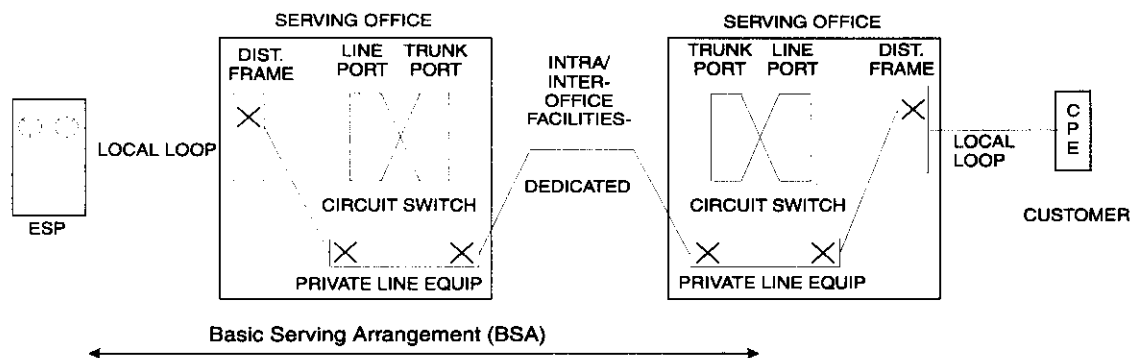 SERVING OFFICE
DIST.
FRAME
LINE
PORT
TRUNK
PORT
LOCAL LOOP
ESP
CIRCUIT SWITCH
PRIVATE LINE EQUIP
INTRA/
INTER-
OFFICE
FACILITIES-
DEDICATED
SERVING OFFICE
TRUNK
PORT
LINE
PORT
DIST.
FRAME
CIRCUIT SWITCH
PRIVATE LINE EQUIP
LOCAL
LOOP
C
P
E
CUSTOMER
Basic Serving Arrangement (BSA)